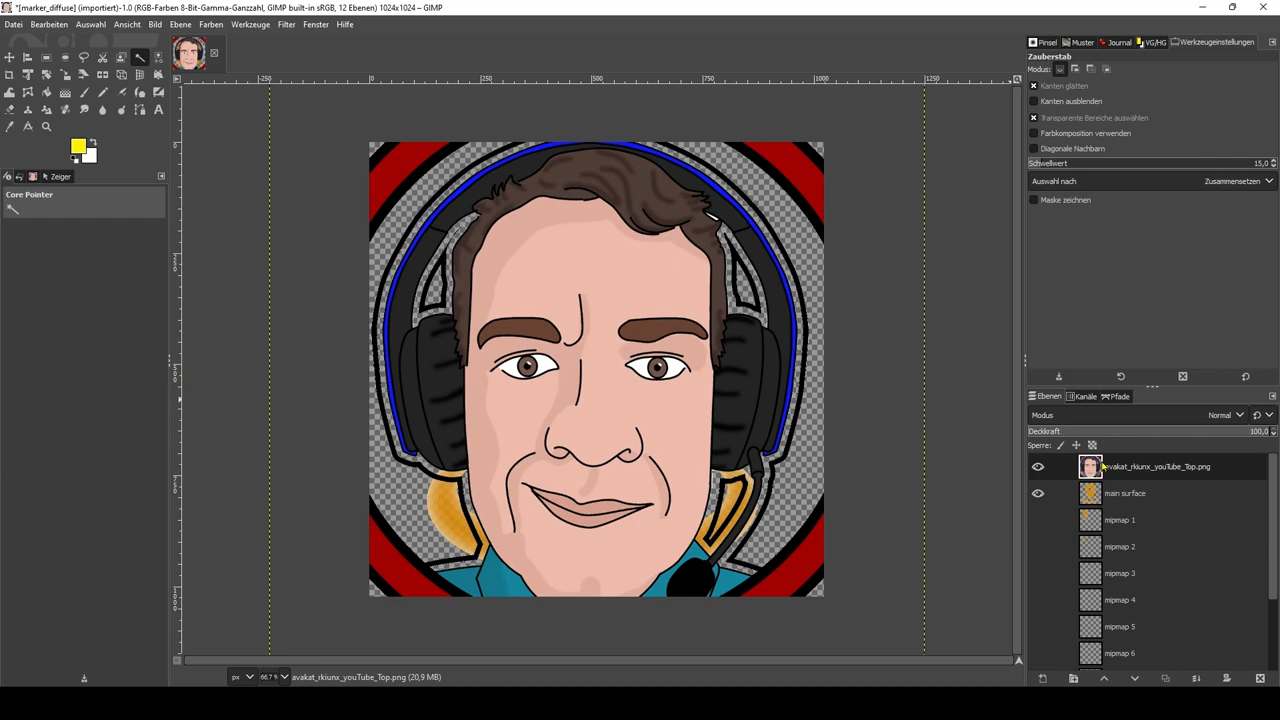 *[marker_diffuse] (importiert)-1.0 (RGB-Farben 8-Bit-Gamma-Ganzzahl, GIMP built-in sRGB, 12 Ebenen) 1024x1024 – GIMP
Datei Bearbeiten Auswahl Ansicht Bild Ebene Farben Werkzeuge Filter Fenster Hilfe
Zeiger
Core Pointer
-250 0 250 500 750 1000 1250
Pinsel Muster Journal VG/HG Werkzeugeinstellungen
Zauberstab
Modus:
Kanten glätten
Kanten ausblenden
Transparente Bereiche auswählen
Farbkomposition verwenden
Diagonale Nachbarn
Schwellwert 15,0
Auswahl nach Zusammensetzen
Maske zeichnen
Ebenen Kanäle Pfade
Modus Normal
Deckkraft 100,0
Sperre:
avakat_rkiunx_youTube_Top.png
main surface
mipmap 1
mipmap 2
mipmap 3
mipmap 4
mipmap 5
mipmap 6
px 66,7 % avakat_rkiunx_youTube_Top.png (20,9 MB)